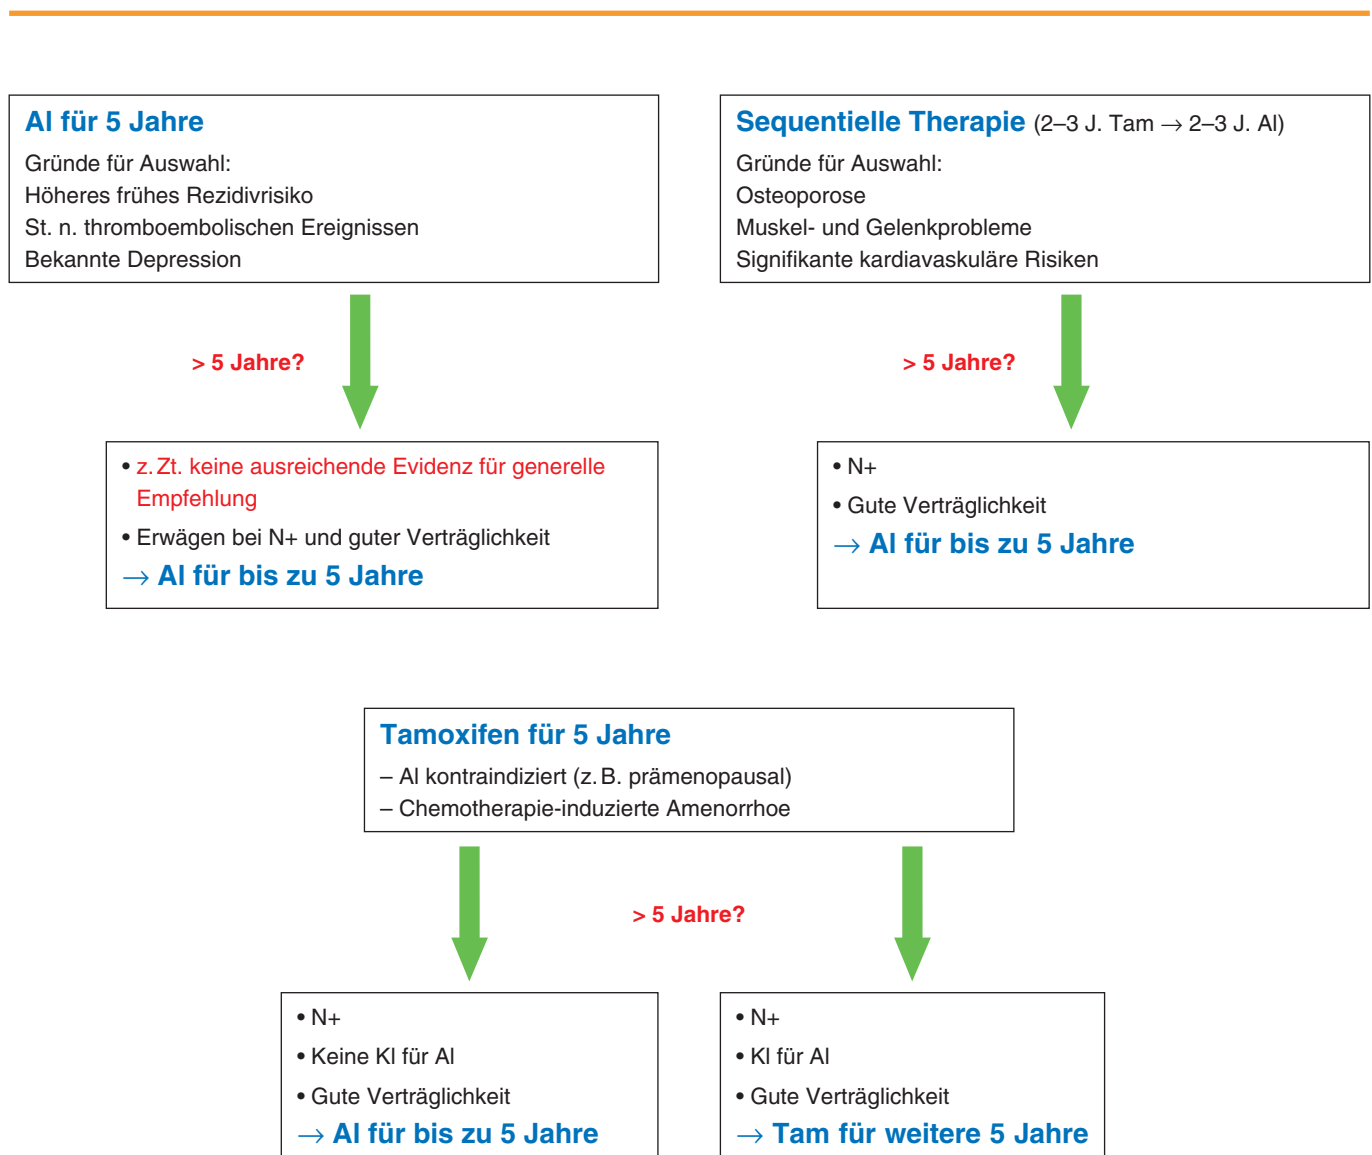 AI für 5 Jahre
Gründe für Auswahl:
Höheres frühes Rezidivrisiko
St. n. thromboembolischen Ereignissen
Bekannte Depression
Sequentielle Therapie (2–3 J. Tam → 2–3 J. AI)
Gründe für Auswahl:
Osteoporose
Muskel- und Gelenkprobleme
Signifikante kardiavaskuläre Risiken
> 5 Jahre?
> 5 Jahre?
• z. Zt. keine ausreichende Evidenz für generelle
Empfehlung
• Erwägen bei N+ und guter Verträglichkeit
→ AI für bis zu 5 Jahre
• N+
• Gute Verträglichkeit
→ AI für bis zu 5 Jahre
Tamoxifen für 5 Jahre
– AI kontraindiziert (z. B. prämenopausal)
– Chemotherapie-induzierte Amenorrhoe
> 5 Jahre?
• N+
• Keine KI für AI
• Gute Verträglichkeit
→ AI für bis zu 5 Jahre
• N+
• KI für AI
• Gute Verträglichkeit
→ Tam für weitere 5 Jahre